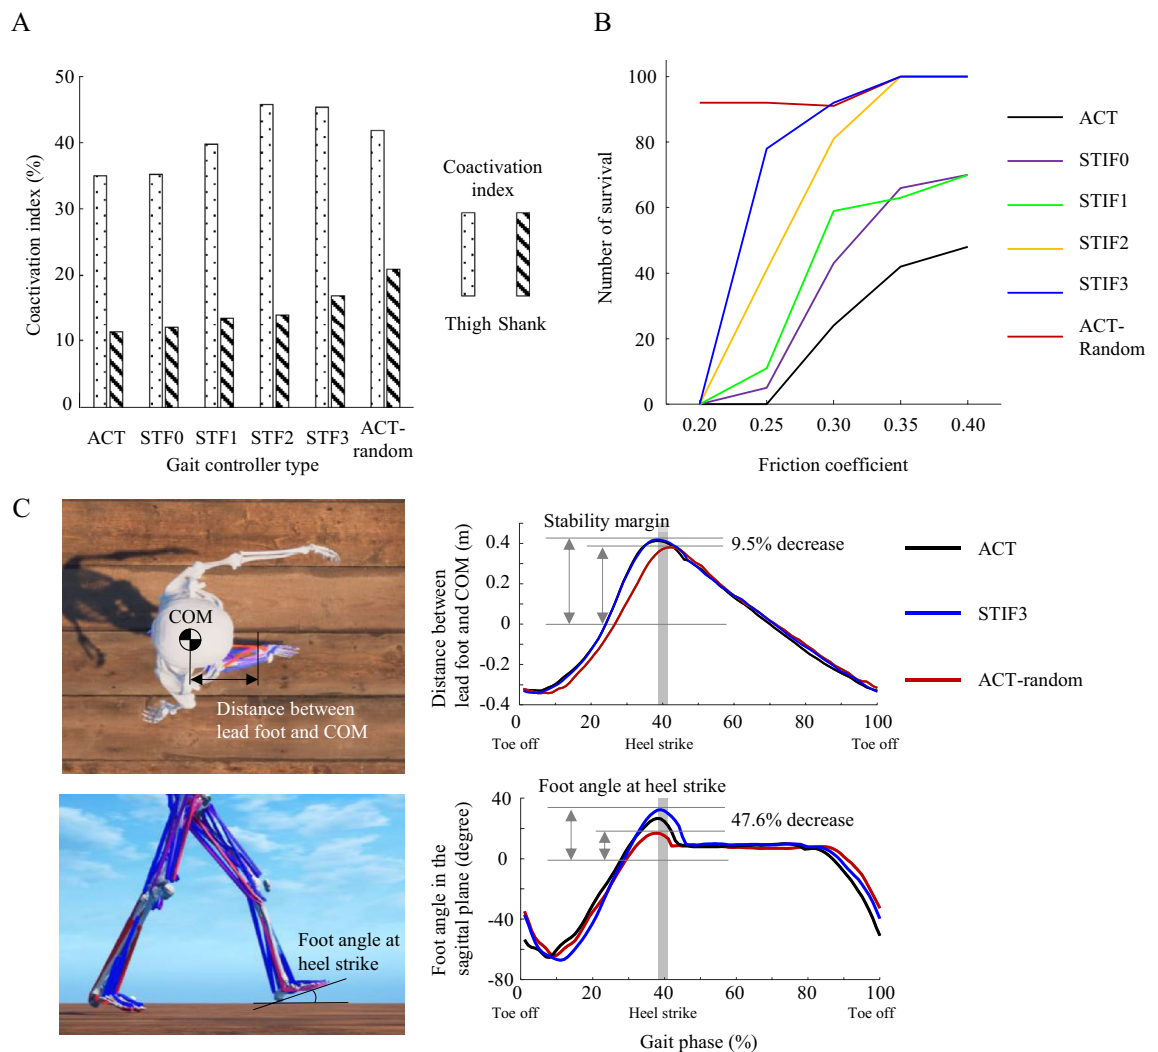 A
50
40
30
20
10
0
Coactivation index (%)
ACT
STF0
STF1
STF2
STF3
ACT-
random
Gait controller type
Coactivation
index
Thigh
Shank
B
100
80
60
40
20
0
Number of survival
0.20
0.25
0.30
0.35
0.40
Friction coefficient
ACT
STIF0
STIF1
STIF2
STIF3
ACT-
Random
C
COM
Distance between
lead foot and COM
Foot angle at
heel strike
Stability margin
9.5% decrease
0.4
0.2
0
-0.2
-0.4
Distance between
lead foot and COM (m)
0
20
40
60
80
100
Toe off
Heel strike
Toe off
ACT
STIF3
ACT-random
Foot angle at heel strike
47.6% decrease
40
0
-40
-80
Foot angle in the
sagittal plane (degree)
0
20
40
60
80
100
Toe off
Heel strike
Toe off
Gait phase (%)